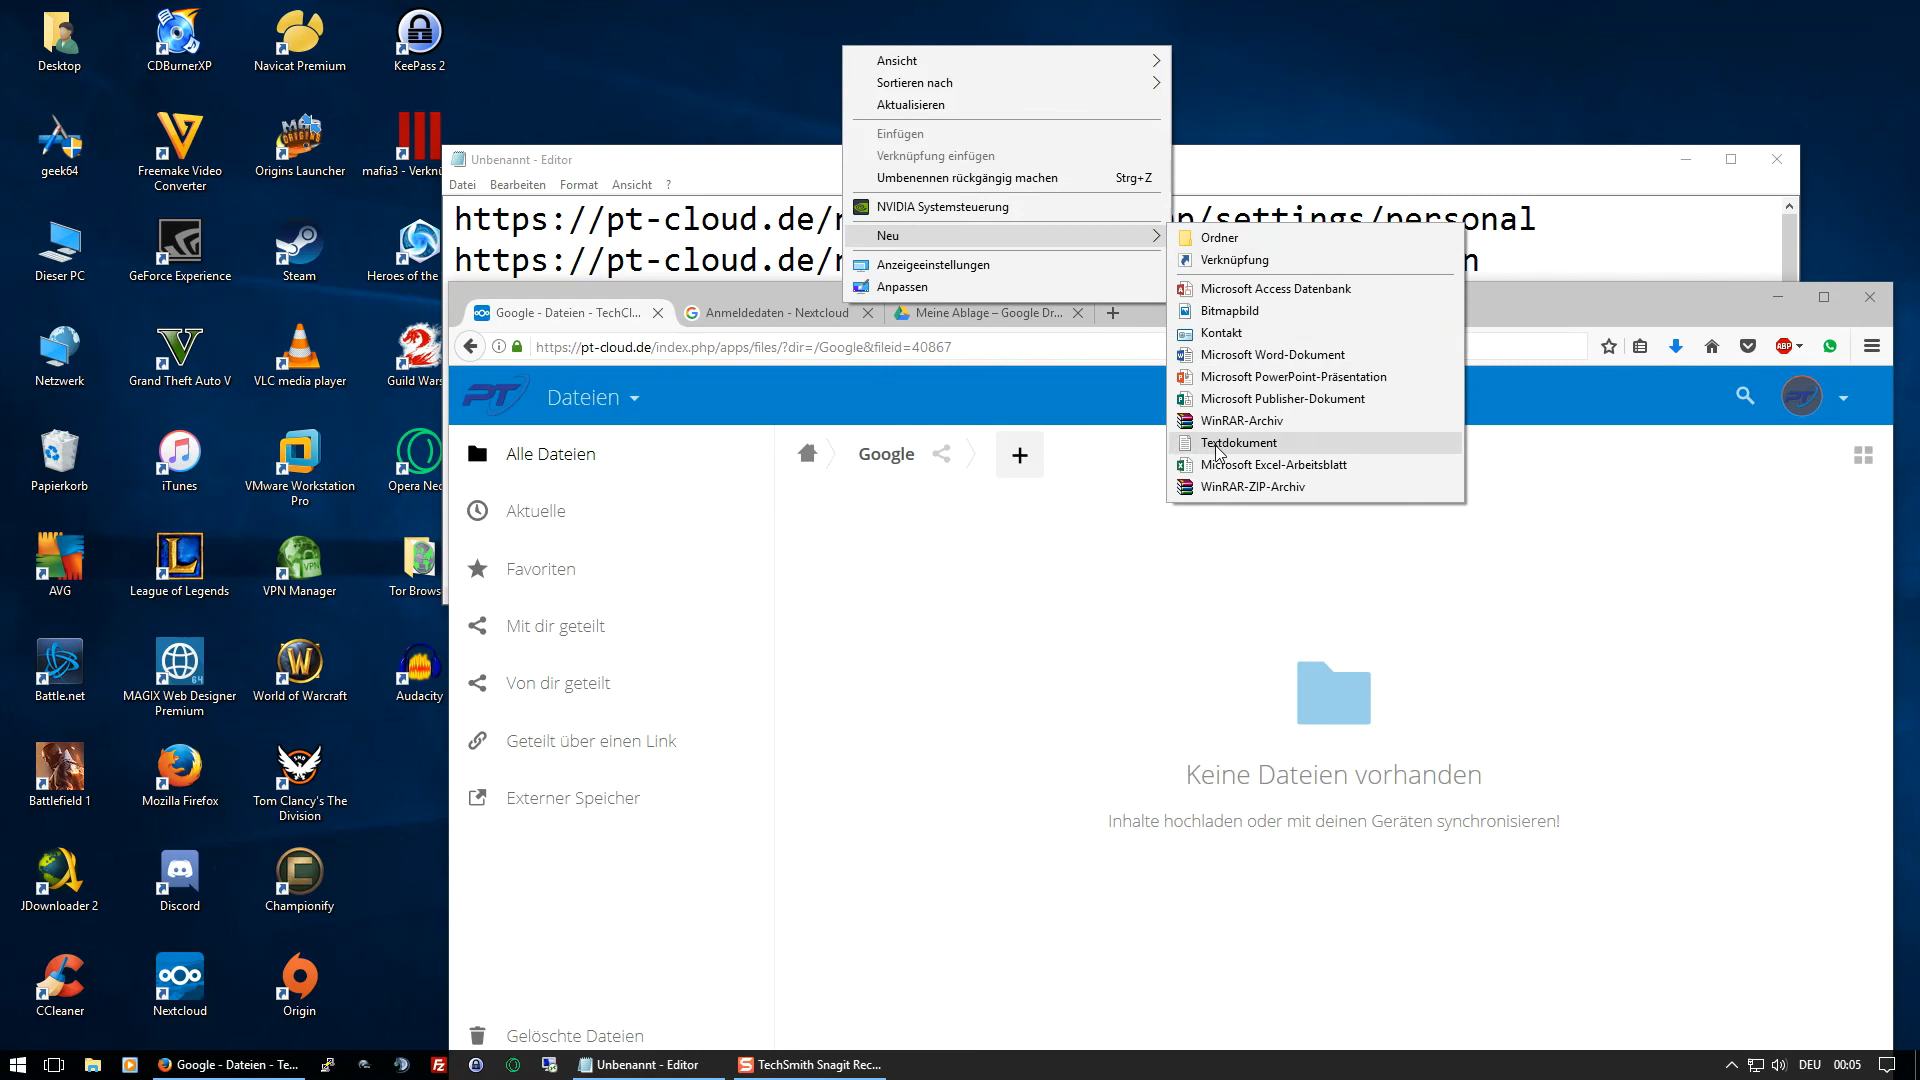 Desktop
CDBurnerXP
Navicat Premium
KeePass 2
geek64
Freemake Video
Converter
Origins Launcher
mafia3 - Verknü
Dieser PC
GeForce Experience
Steam
Heroes of the
Netzwerk
Grand Theft Auto V
VLC media player
Guild Wars
Papierkorb
iTunes
VMware Workstation
Pro
Opera Neo
AVG
League of Legends
VPN Manager
Tor Brows
Battle.net
MAGIX Web Designer
Premium
World of Warcraft
Audacity
Battlefield 1
Mozilla Firefox
Tom Clancy's The
Division
JDownloader 2
Discord
Championify
CCleaner
Nextcloud
Origin
Unbenannt - Editor
Datei Bearbeiten Format Ansicht ?
https://pt-cloud.de/ p/settings/personal
https://pt-cloud.de/ n
Ansicht
Sortieren nach
Aktualisieren
Einfügen
Verknüpfung einfügen
Umbenennen rückgängig machen Strg+Z
NVIDIA Systemsteuerung
Neu
Anzeigeeinstellungen
Anpassen
Ordner
Verknüpfung
Microsoft Access Datenbank
Bitmapbild
Kontakt
Microsoft Word-Dokument
Microsoft PowerPoint-Präsentation
Microsoft Publisher-Dokument
WinRAR-Archiv
Textdokument
Microsoft Excel-Arbeitsblatt
WinRAR-ZIP-Archiv
Google - Dateien - TechCl...
Anmeldedaten - Nextcloud
Meine Ablage – Google Dr...
https://pt-cloud.de/index.php/apps/files/?dir=/Google&fileid=40867
ABP
PT Dateien
PT
Alle Dateien
Aktuelle
Favoriten
Mit dir geteilt
Von dir geteilt
Geteilt über einen Link
Externer Speicher
Gelöschte Dateien
Google
+
Keine Dateien vorhanden
Inhalte hochladen oder mit deinen Geräten synchronisieren!
Google - Dateien - Te...
Unbenannt - Editor
TechSmith Snagit Rec...
DEU 00:05